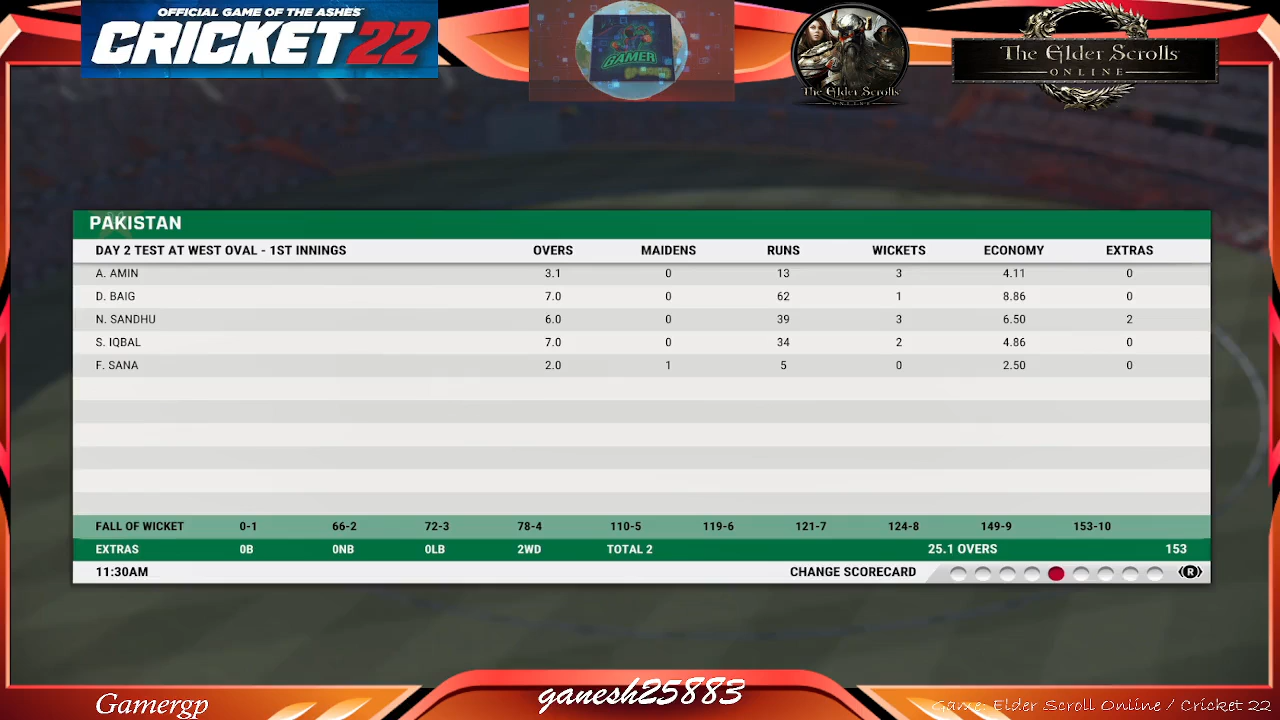 OFFICIAL GAME OF THE ASHES
CRICKET 22
GAMER
The Elder Scrolls
ONLINE
The Elder Scrolls
ONLINE
PAKISTAN
DAY 2 TEST AT WEST OVAL - 1ST INNINGS OVERS MAIDENS RUNS WICKETS ECONOMY EXTRAS
A. AMIN 3.1 0 13 3 4.11 0
D. BAIG 7.0 0 62 1 8.86 0
N. SANDHU 6.0 0 39 3 6.50 2
S. IQBAL 7.0 0 34 2 4.86 0
F. SANA 2.0 1 5 0 2.50 0
FALL OF WICKET 0-1 66-2 72-3 78-4 110-5 119-6 121-7 124-8 149-9 153-10
EXTRAS 0B 0NB 0LB 2WD TOTAL 2 25.1 OVERS 153
11:30AM CHANGE SCORECARD R
Gamergp
ganesh25883
Game: Elder Scroll Online / Cricket 22